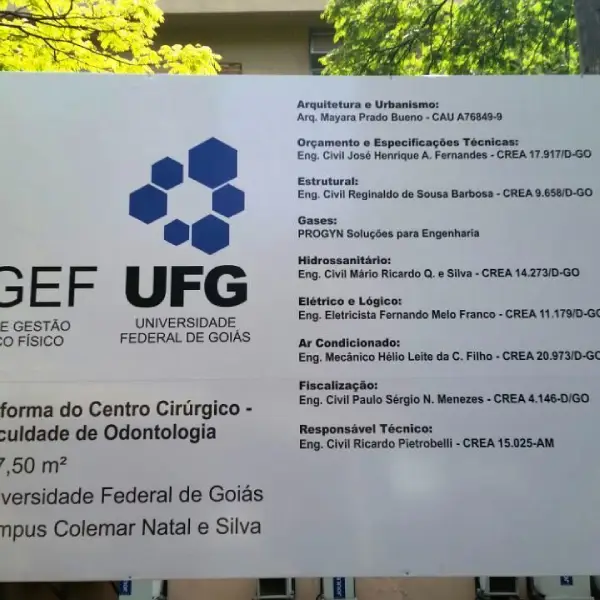 GEF
E GESTÃO
ÇO FÍSICO
UFG
UNIVERSIDADE
FEDERAL DE GOIÁS
forma do Centro Cirúrgico -
culdade de Odontologia
7,50 m²
versidade Federal de Goiás
mpus Colemar Natal e Silva
Arquitetura e Urbanismo:
Arq. Mayara Prado Bueno - CAU A76849-9
Orçamento e Especificações Técnicas:
Eng. Civil José Henrique A. Fernandes - CREA 17.917/D-GO
Estrutural:
Eng. Civil Reginaldo de Sousa Barbosa - CREA 9.658/D-GO
Gases:
PROGYN Soluções para Engenharia
Hidrossanitário:
Eng. Civil Mário Ricardo Q. e Silva - CREA 14.273/D-GO
Elétrico e Lógico:
Eng. Eletricista Fernando Melo Franco - CREA 11.179/D-GO
Ar Condicionado:
Eng. Mecânico Hélio Leite da C. Filho - CREA 20.973/D-GO
Fiscalização:
Eng. Civil Paulo Sérgio N. Menezes - CREA 4.146-D/GO
Responsável Técnico:
Eng. Civil Ricardo Pietrobelli - CREA 15.025-AM